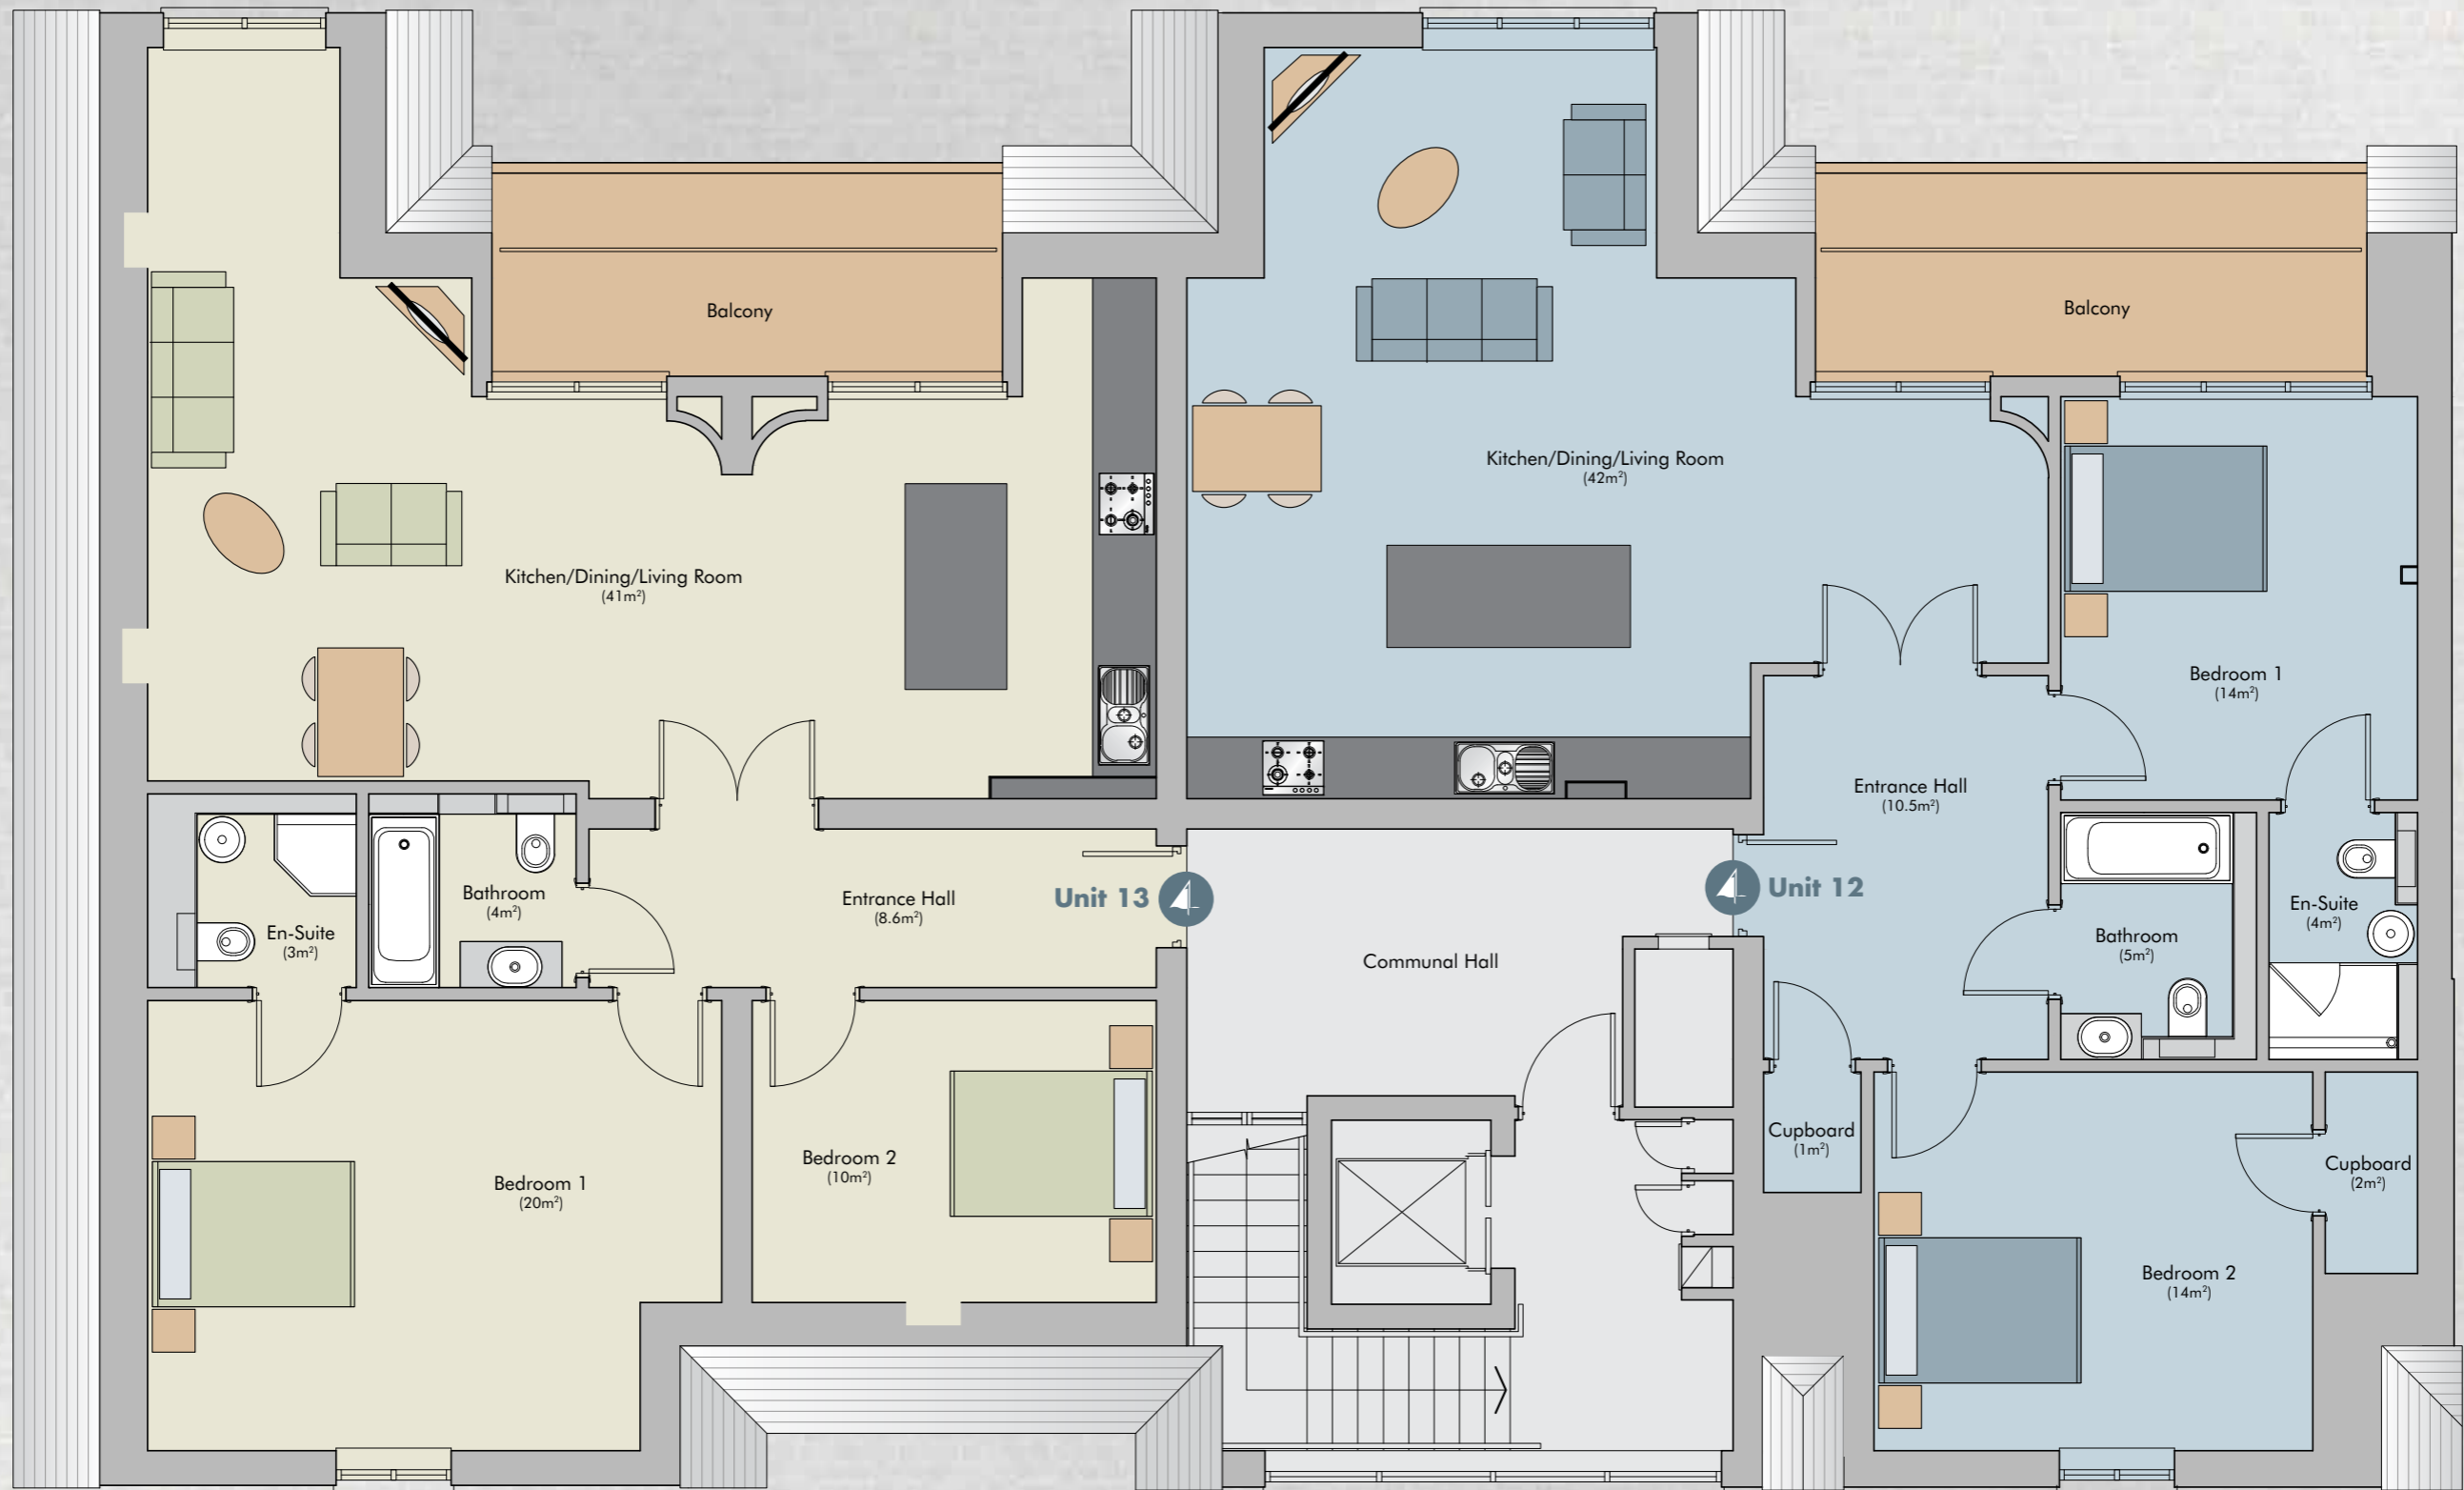 Balcony
Balcony
Kitchen/Dining/Living Room
(42m²)
Kitchen/Dining/Living Room
(41m²)
Bedroom 1
(14m²)
Entrance Hall
(10.5m²)
Bathroom
(4m²)
Entrance Hall
(8.6m²)
Unit 13
Unit 12
En-Suite
(3m²)
En-Suite
(4m²)
Bathroom
(5m²)
Communal Hall
Bedroom 1
(20m²)
Bedroom 2
(10m²)
Cupboard
(1m²)
Cupboard
(2m²)
Bedroom 2
(14m²)